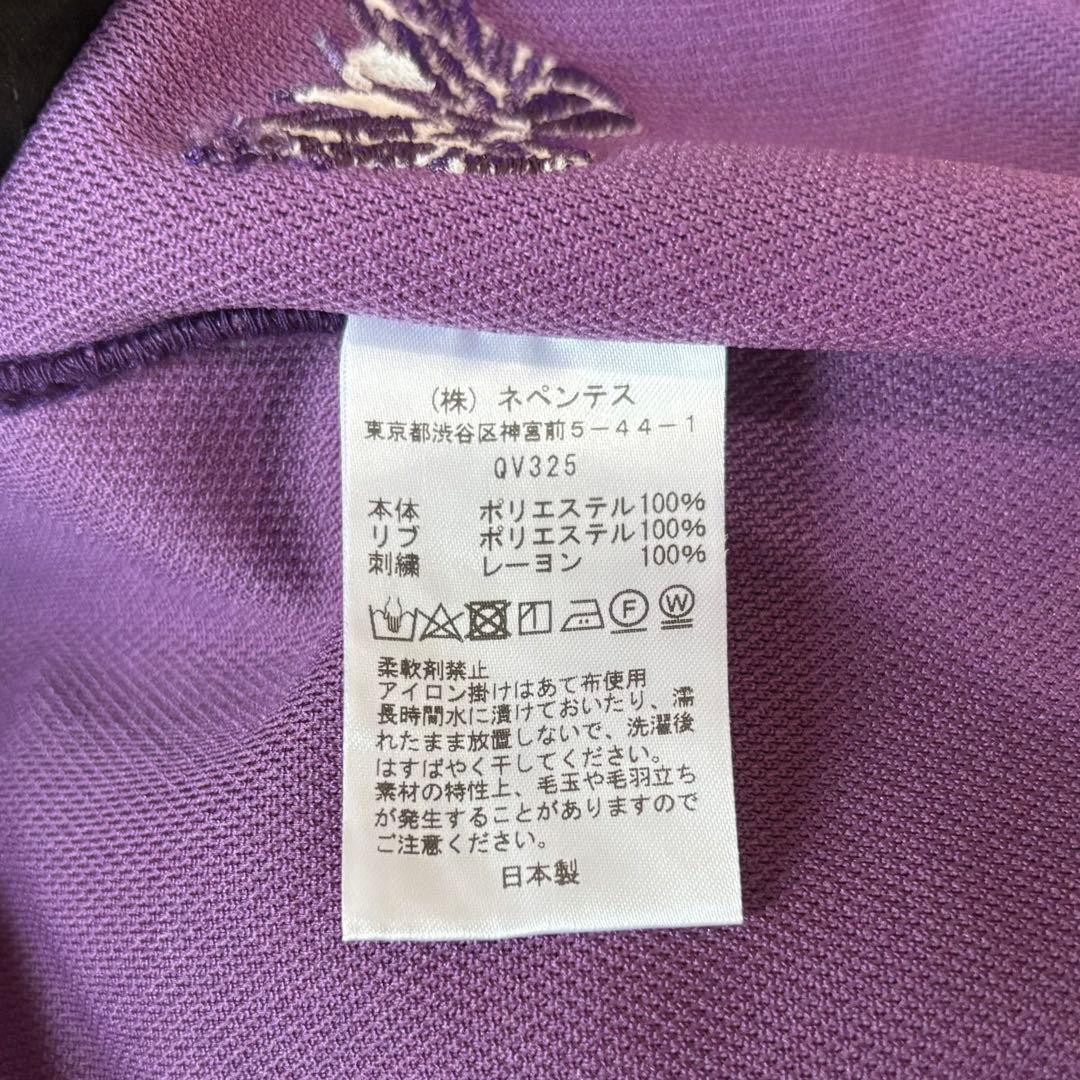 (株) ネペンテス
東京都渋谷区神宮前5-44-1
QV325
本体 ポリエステル 100%
リブ ポリエステル 100%
刺繍 レーヨン 100%
F W
柔軟剤禁止
アイロン掛けはあて布使用
長時間水に漬けておいたり、濡
れたまま放置しないで、洗濯後
はすばやく干してください。
素材の特性上、毛玉や毛羽立ち
が発生することがありますので
ご注意ください。
日本製